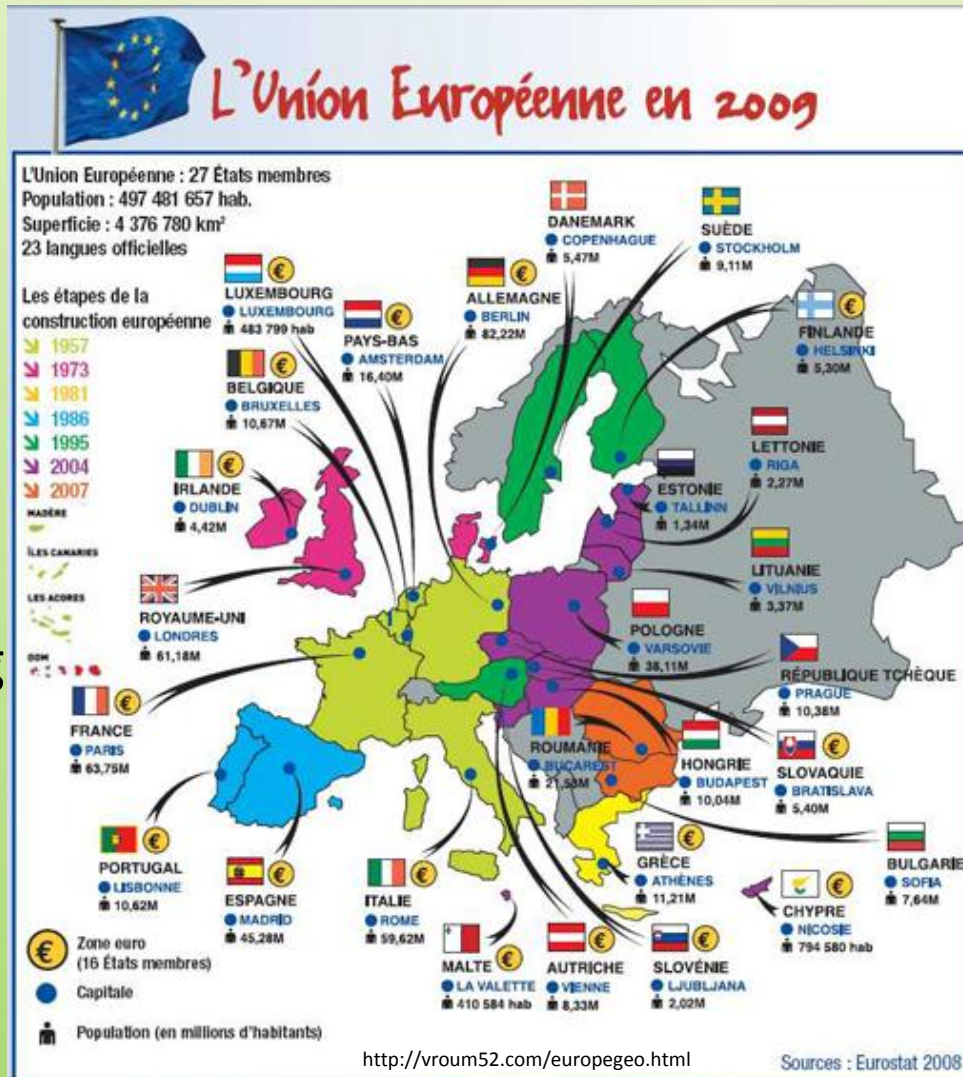 L'Union Européenne en 2009
L'Union Européenne : 27 États membres
Population : 497 481 657 hab.
Superficie : 4 376 780 km²
23 langues officielles
Les étapes de la
construction européenne
1957
1973
1981
1986
1995
2004
2007
MADÈRE
ÎLES CANARIES
LES ACORES
DOM
DANEMARK
COPENHAGUE
5,47M
SUÈDE
STOCKHOLM
9,11M
LUXEMBOURG
LUXEMBOURG
483 799 hab
PAYS-BAS
AMSTERDAM
16,40M
ALLEMAGNE
BERLIN
82,22M
FINLANDE
HELSINKI
5,30M
BELGIQUE
BRUXELLES
10,67M
IRLANDE
DUBLIN
4,42M
LETTONIE
RIGA
2,27M
ESTONIE
TALLINN
1,34M
LITUANIE
VILNIUS
3,37M
ROYAUME-UNI
LONDRES
61,18M
POLOGNE
VARSOVIE
38,11M
RÉPUBLIQUE TCHÈQUE
PRAGUE
10,38M
FRANCE
PARIS
63,75M
ROUMANIE
BUCAREST
21,53M
HONGRIE
BUDAPEST
10,04M
SLOVAQUIE
BRATISLAVA
5,40M
PORTUGAL
LISBONNE
10,62M
ESPAGNE
MADRID
45,28M
ITALIE
ROME
59,62M
GRÈCE
ATHÈNES
11,21M
BULGARIE
SOFIA
7,64M
CHYPRE
NICOSIE
794 580 hab
MALTE
LA VALETTE
410 584 hab
AUTRICHE
VIENNE
8,33M
SLOVÉNIE
LJUBLJANA
2,02M
Zone euro
(16 États membres)
Capitale
Population (en millions d'habitants)
http://vroum52.com/europegeo.html
Sources : Eurostat 2008